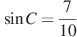 sin C = 7/10